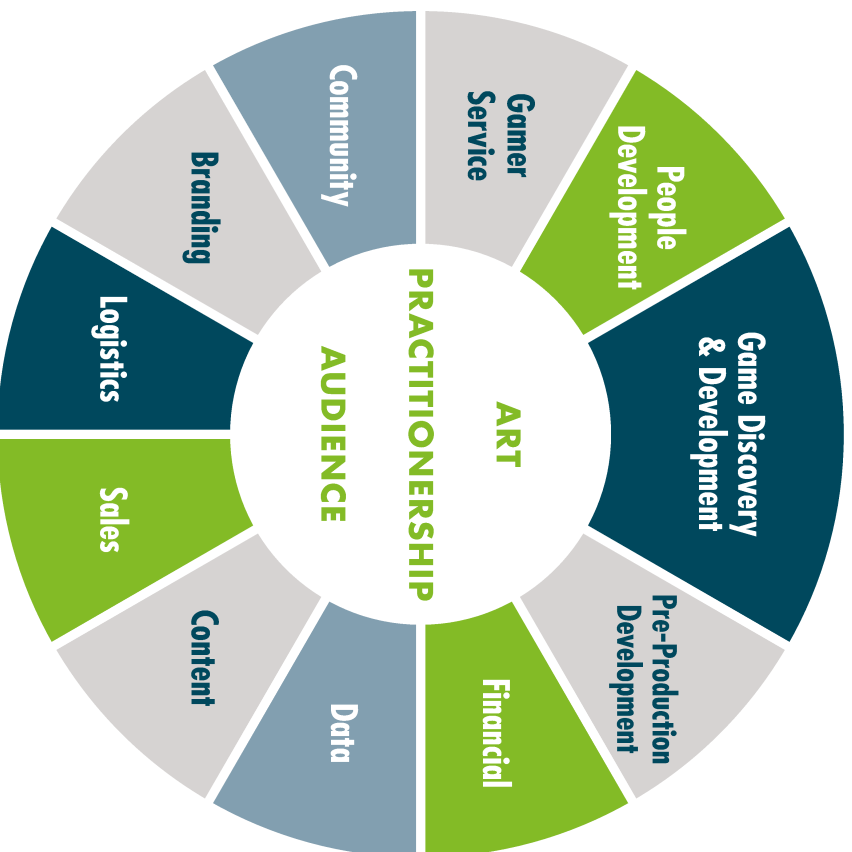 Game Discovery
& Development
People
Development
Pre-Production
Development
Gamer
Service
ART
Financial
PRACTITIONERSHIP
Community
AUDIENCE
Data
Branding
Content
Logistics
Sales